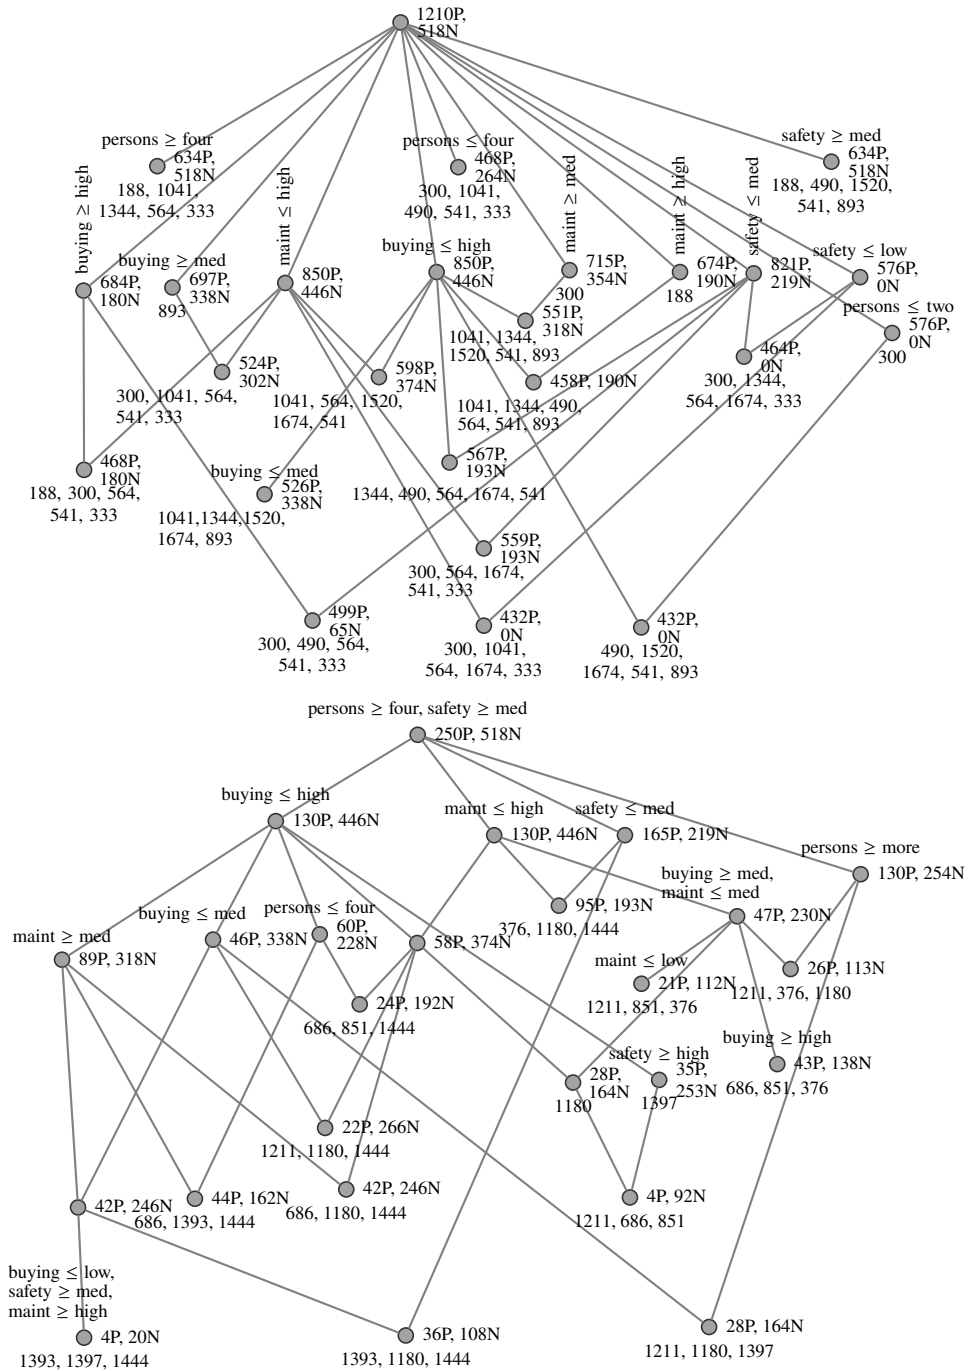 1210P,
518N
persons ≥ four
634P,
518N
188, 1041,
1344, 564, 333
persons ≤ four
468P,
264N
300, 1041,
490, 541, 333
safety ≥ med
634P,
518N
188, 490, 1520,
541, 893
buying ≥ high
684P,
180N
buying ≥ med
697P,
338N
893
maint ≤ high
850P,
446N
buying ≤ high
850P,
446N
maint ≥ med
715P,
354N
300
maint ≥ high
674P,
190N
188
safety ≤ med
821P,
219N
safety ≤ low
576P,
0N
persons ≤ two
576P,
0N
300
551P,
318N
1041, 1344,
1520, 541, 893
524P,
302N
300, 1041, 564,
541, 333
598P,
374N
1041, 564, 1520,
1674, 541
458P, 190N
1041, 1344, 490,
564, 541, 893
464P,
0N
300, 1344,
564, 1674, 333
468P,
180N
188, 300, 564,
541, 333
buying ≤ med
526P,
338N
1041,1344,1520,
1674, 893
567P,
193N
1344, 490, 564, 1674, 541
559P,
193N
300, 564, 1674,
541, 333
499P,
65N
300, 490, 564,
541, 333
432P,
0N
300, 1041,
564, 1674, 333
432P,
0N
490, 1520,
1674, 541, 893
persons ≥ four, safety ≥ med
250P, 518N
buying ≤ high
130P, 446N
maint ≤ high
130P, 446N
safety ≤ med
165P, 219N
persons ≥ more
130P, 254N
maint ≥ med
89P, 318N
buying ≤ med
46P, 338N
persons ≤ four
60P,
228N
58P, 374N
95P, 193N
376, 1180, 1444
buying ≥ med,
maint ≤ med
47P, 230N
24P, 192N
686, 851, 1444
maint ≤ low
21P, 112N
1211, 851, 376
26P, 113N
1211, 376, 1180
buying ≥ high
43P, 138N
686, 851, 376
28P,
164N
1180
safety ≥ high
35P,
253N
1397
22P, 266N
1211, 1180, 1444
42P, 246N
44P, 162N
686, 1393, 1444
42P, 246N
686, 1180, 1444
4P, 92N
1211, 686, 851
buying ≤ low,
safety ≥ med,
maint ≥ high
4P, 20N
1393, 1397, 1444
36P, 108N
1393, 1180, 1444
28P, 164N
1211, 1180, 1397